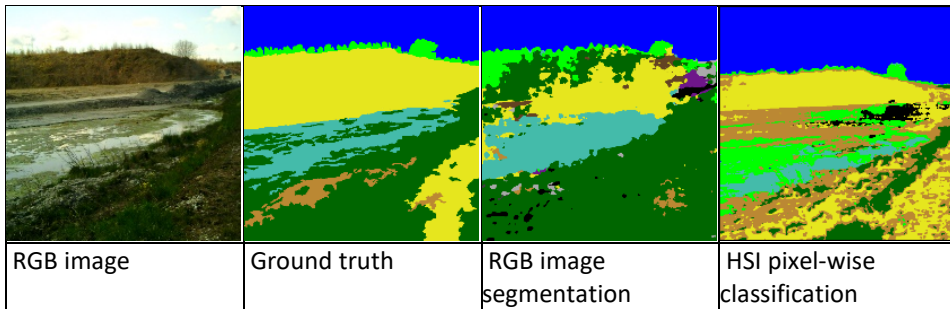 RGB image
Ground truth
RGB image
segmentation
HSI pixel-wise
classification